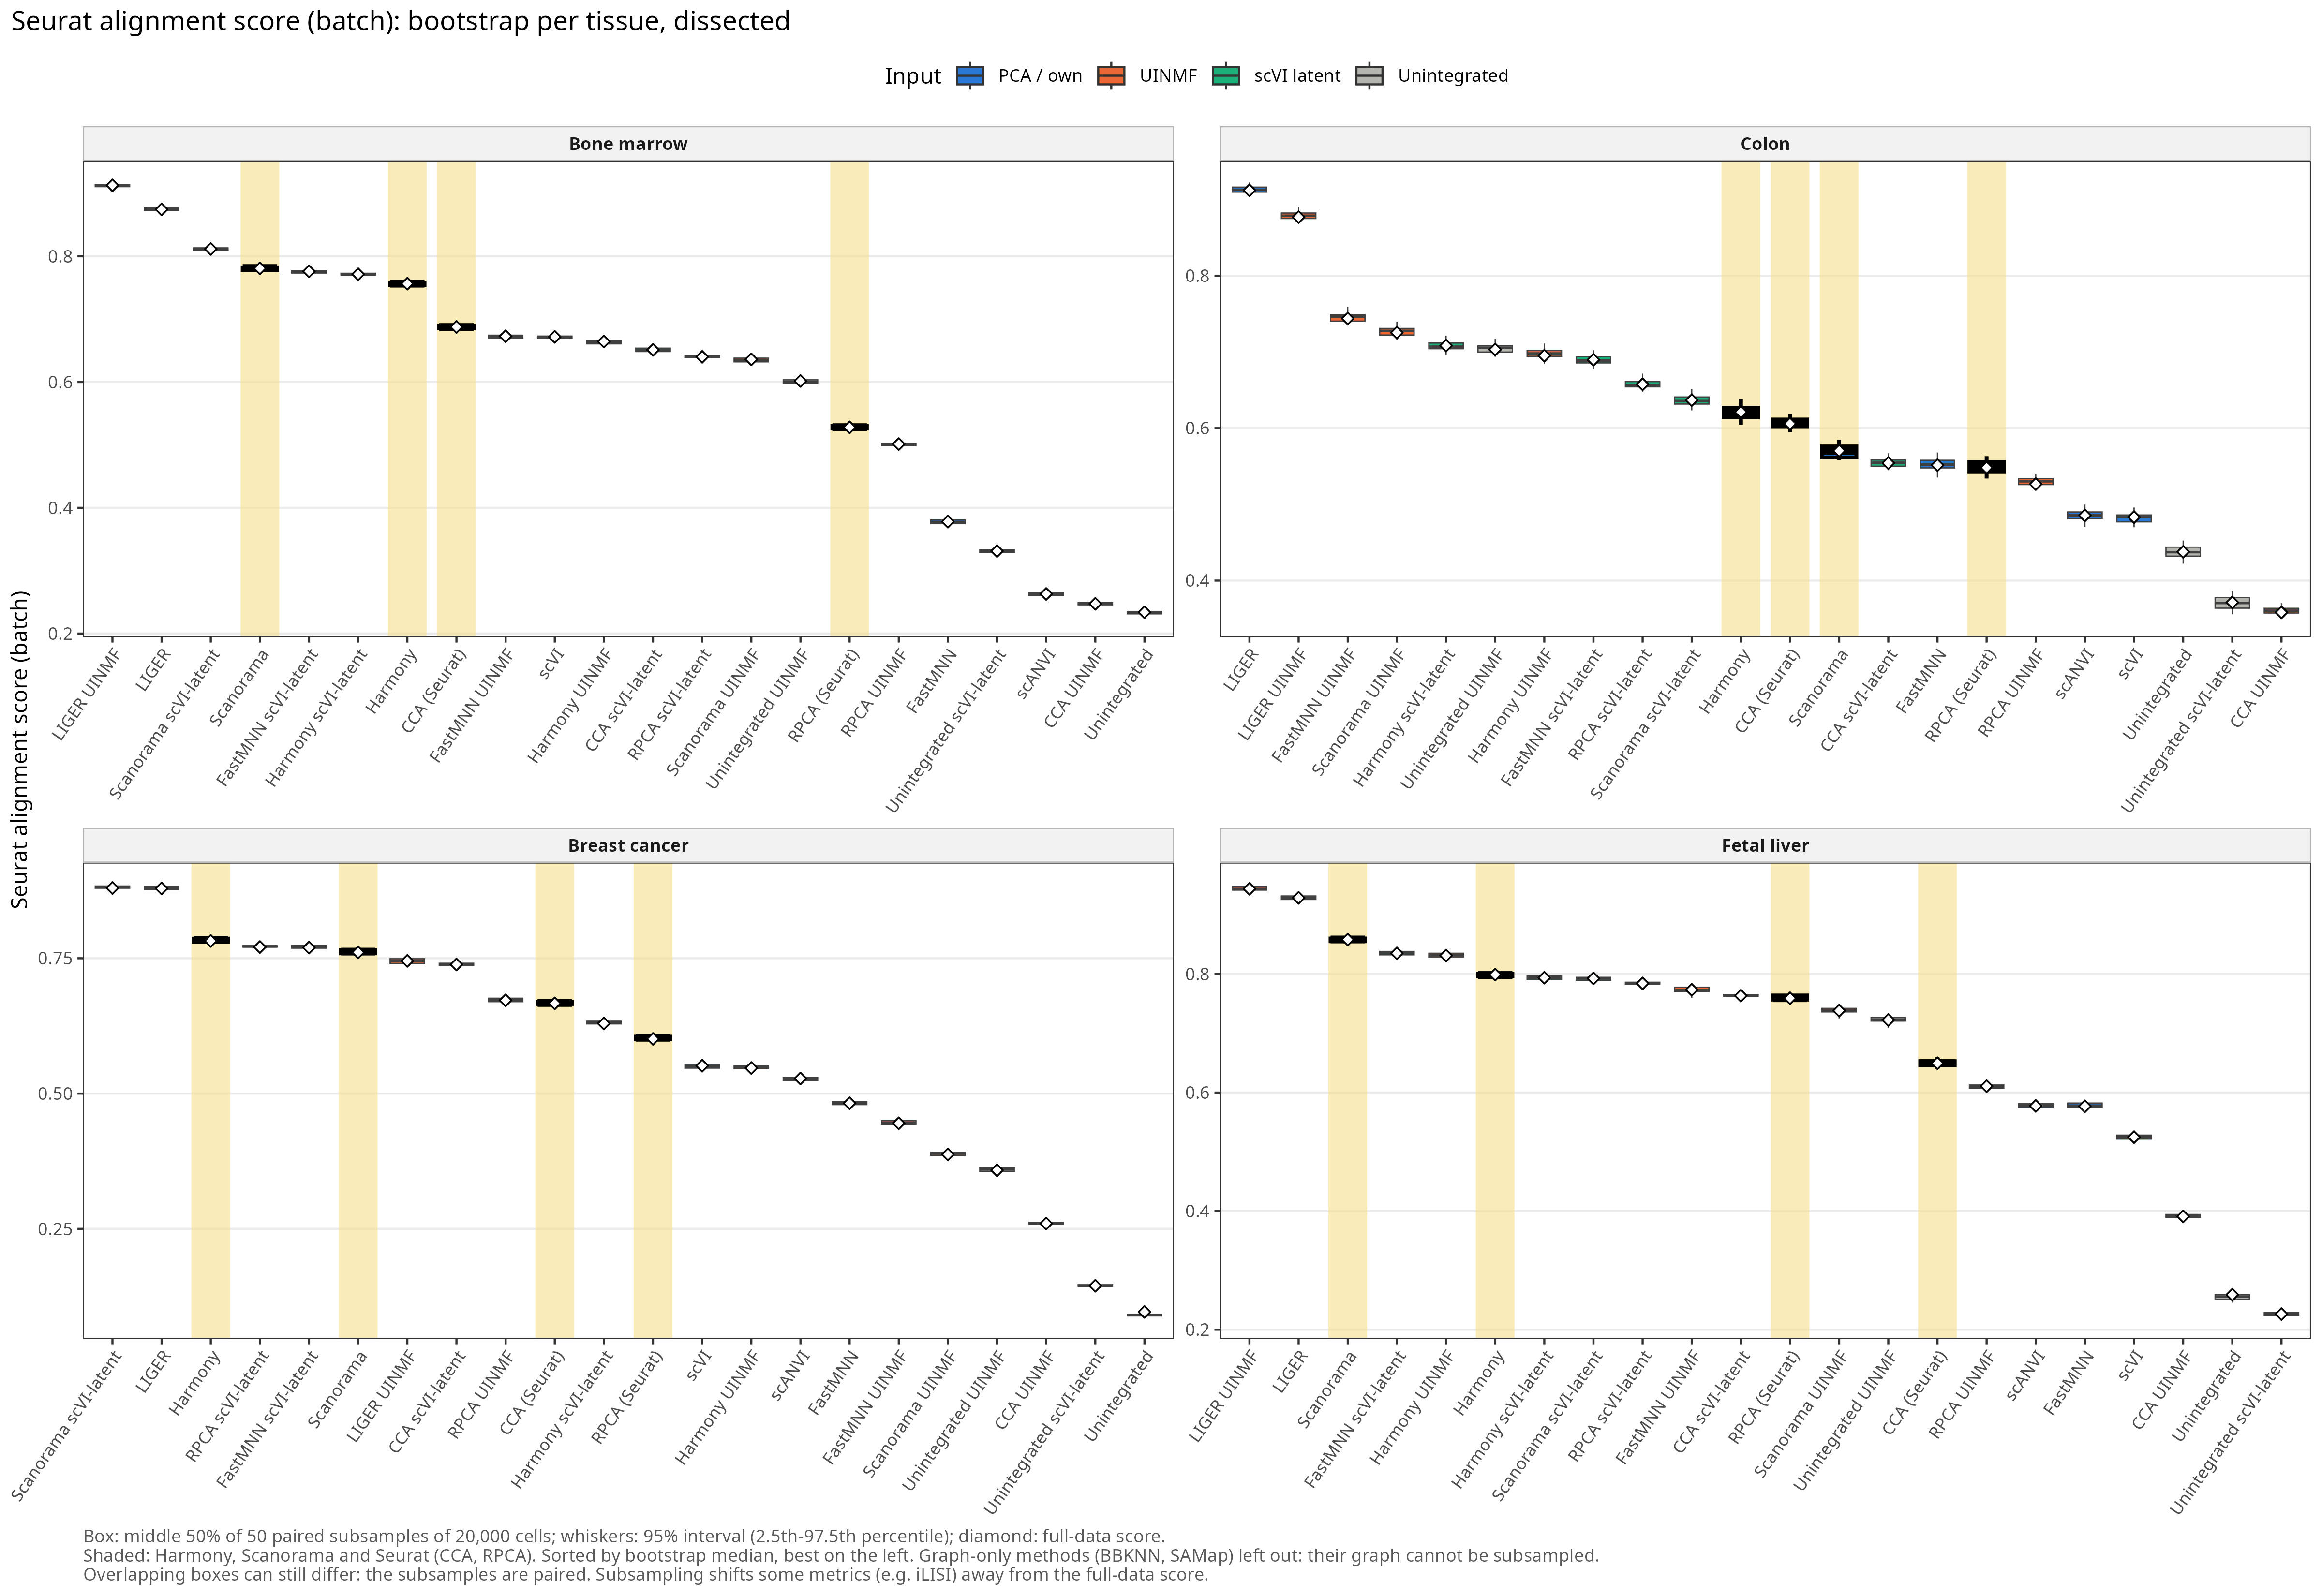 Seurat alignment score (batch): bootstrap per tissue, dissected
Input PCA / own UINMF scVI latent Unintegrated
Seurat alignment score (batch)
Bone marrow
0.8
0.6
0.4
0.2
LIGER UINMF
LIGER
Scanorama scVI-latent
Scanorama
FastMNN scVI-latent
Harmony scVI-latent
Harmony
CCA (Seurat)
FastMNN UINMF
scVI
Harmony UINMF
CCA scVI-latent
RPCA scVI-latent
Scanorama UINMF
Unintegrated UINMF
RPCA (Seurat)
RPCA UINMF
FastMNN
Unintegrated scVI-latent
scANVI
CCA UINMF
Unintegrated
Colon
0.8
0.6
0.4
LIGER
LIGER UINMF
FastMNN UINMF
Scanorama UINMF
Harmony scVI-latent
Unintegrated UINMF
Harmony UINMF
FastMNN scVI-latent
RPCA scVI-latent
Scanorama scVI-latent
Harmony
CCA (Seurat)
Scanorama
CCA scVI-latent
FastMNN
RPCA (Seurat)
RPCA UINMF
scANVI
scVI
Unintegrated
Unintegrated scVI-latent
CCA UINMF
Breast cancer
0.75
0.50
0.25
Scanorama scVI-latent
LIGER
Harmony
RPCA scVI-latent
FastMNN scVI-latent
Scanorama
LIGER UINMF
CCA scVI-latent
RPCA UINMF
CCA (Seurat)
Harmony scVI-latent
RPCA (Seurat)
scVI
Harmony UINMF
scANVI
FastMNN
FastMNN UINMF
Scanorama UINMF
Unintegrated UINMF
CCA UINMF
Unintegrated scVI-latent
Unintegrated
Fetal liver
0.8
0.6
0.4
0.2
LIGER UINMF
LIGER
Scanorama
FastMNN scVI-latent
Harmony UINMF
Harmony
Harmony scVI-latent
Scanorama scVI-latent
RPCA scVI-latent
FastMNN UINMF
CCA scVI-latent
RPCA (Seurat)
Scanorama UINMF
Unintegrated UINMF
CCA (Seurat)
RPCA UINMF
scANVI
FastMNN
scVI
CCA UINMF
Unintegrated
Unintegrated scVI-latent
Box: middle 50% of 50 paired subsamples of 20,000 cells; whiskers: 95% interval (2.5th-97.5th percentile); diamond: full-data score.
Shaded: Harmony, Scanorama and Seurat (CCA, RPCA). Sorted by bootstrap median, best on the left. Graph-only methods (BBKNN, SAMap) left out: their graph cannot be subsampled.
Overlapping boxes can still differ: the subsamples are paired. Subsampling shifts some metrics (e.g. iLISI) away from the full-data score.